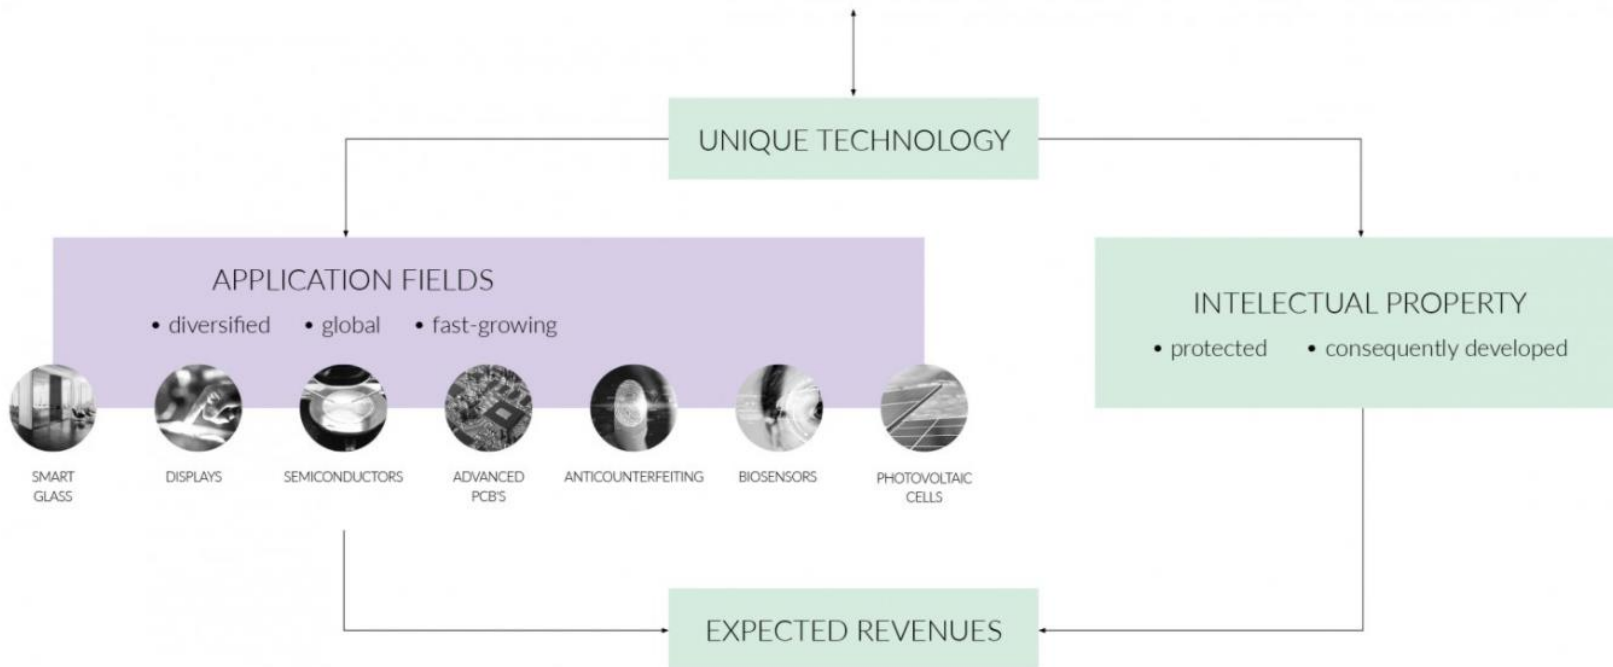 UNIQUE TECHNOLOGY
APPLICATION FIELDS
• diversified • global • fast-growing
INTELECTUAL PROPERTY
• protected • consequently developed
SMART
GLASS
DISPLAYS
SEMICONDUCTORS
ADVANCED
PCB'S
ANTICOUNTERFEITING
BIOSENSORS
PHOTOVOLTAIC
CELLS
EXPECTED REVENUES